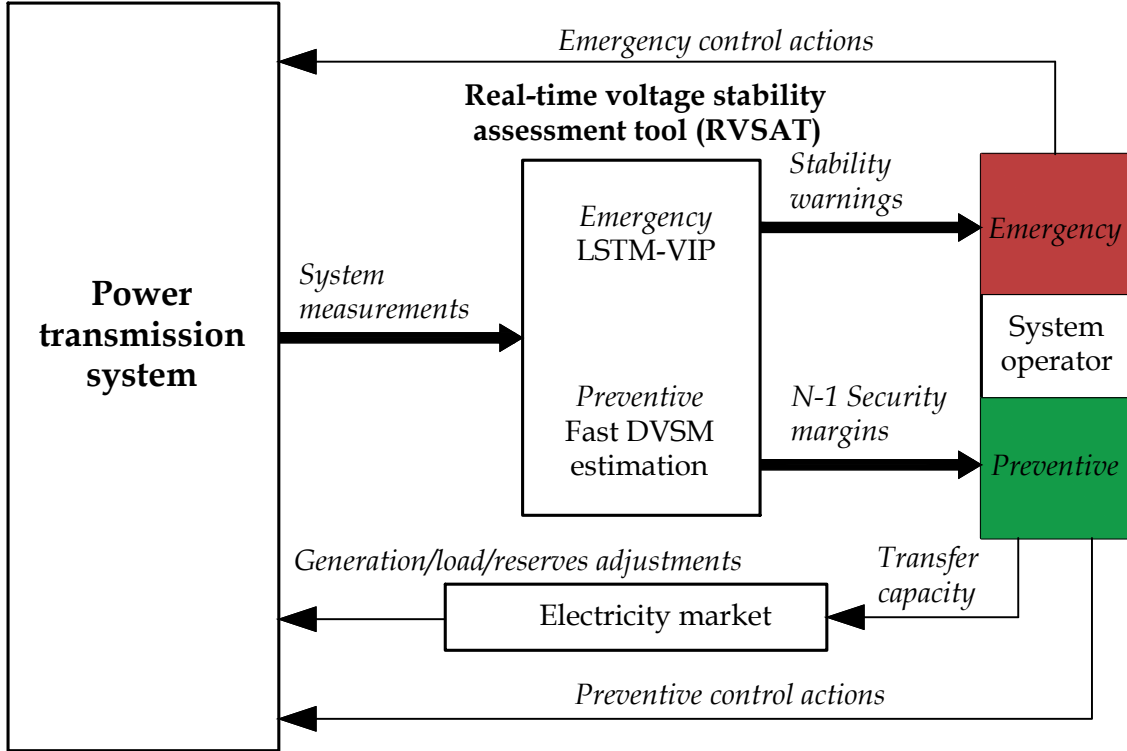 Emergency control actions
Real-time voltage stability
assessment tool (RVSAT)
Stability
warnings
Emergency
LSTM-VIP
Emergency
System
measurements
Power
transmission
system
System
operator
Preventive
Fast DVSM
estimation
N-1 Security
margins
Preventive
Generation/load/reserves adjustments
Transfer
capacity
Electricity market
Preventive control actions